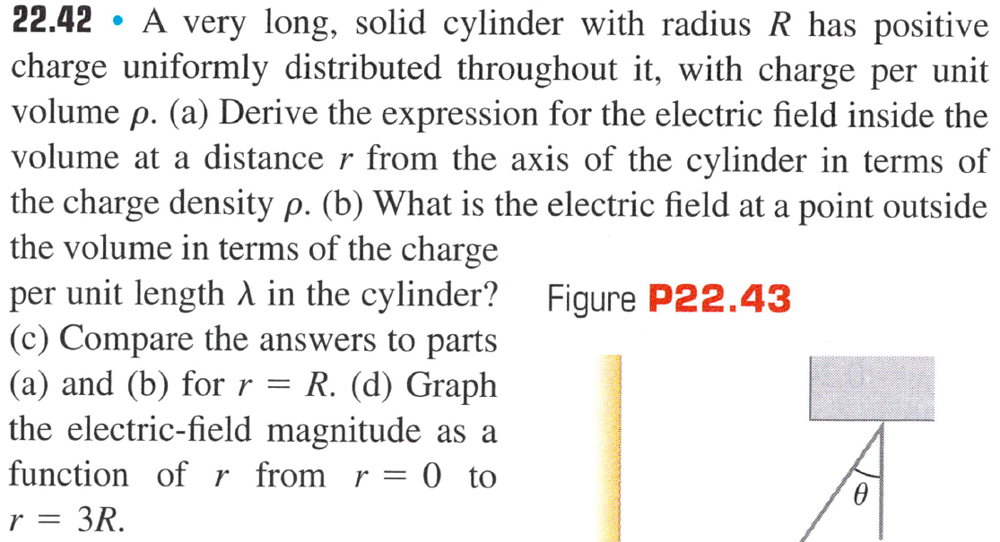 22.42 • A very long, solid cylinder with radius R has positive
charge uniformly distributed throughout it, with charge per unit
volume ρ. (a) Derive the expression for the electric field inside the
volume at a distance r from the axis of the cylinder in terms of
the charge density ρ. (b) What is the electric field at a point outside
the volume in terms of the charge
per unit length λ in the cylinder?
(c) Compare the answers to parts
(a) and (b) for r = R. (d) Graph
the electric-field magnitude as a
function of r from r = 0 to
r = 3R.
Figure P22.43
θ